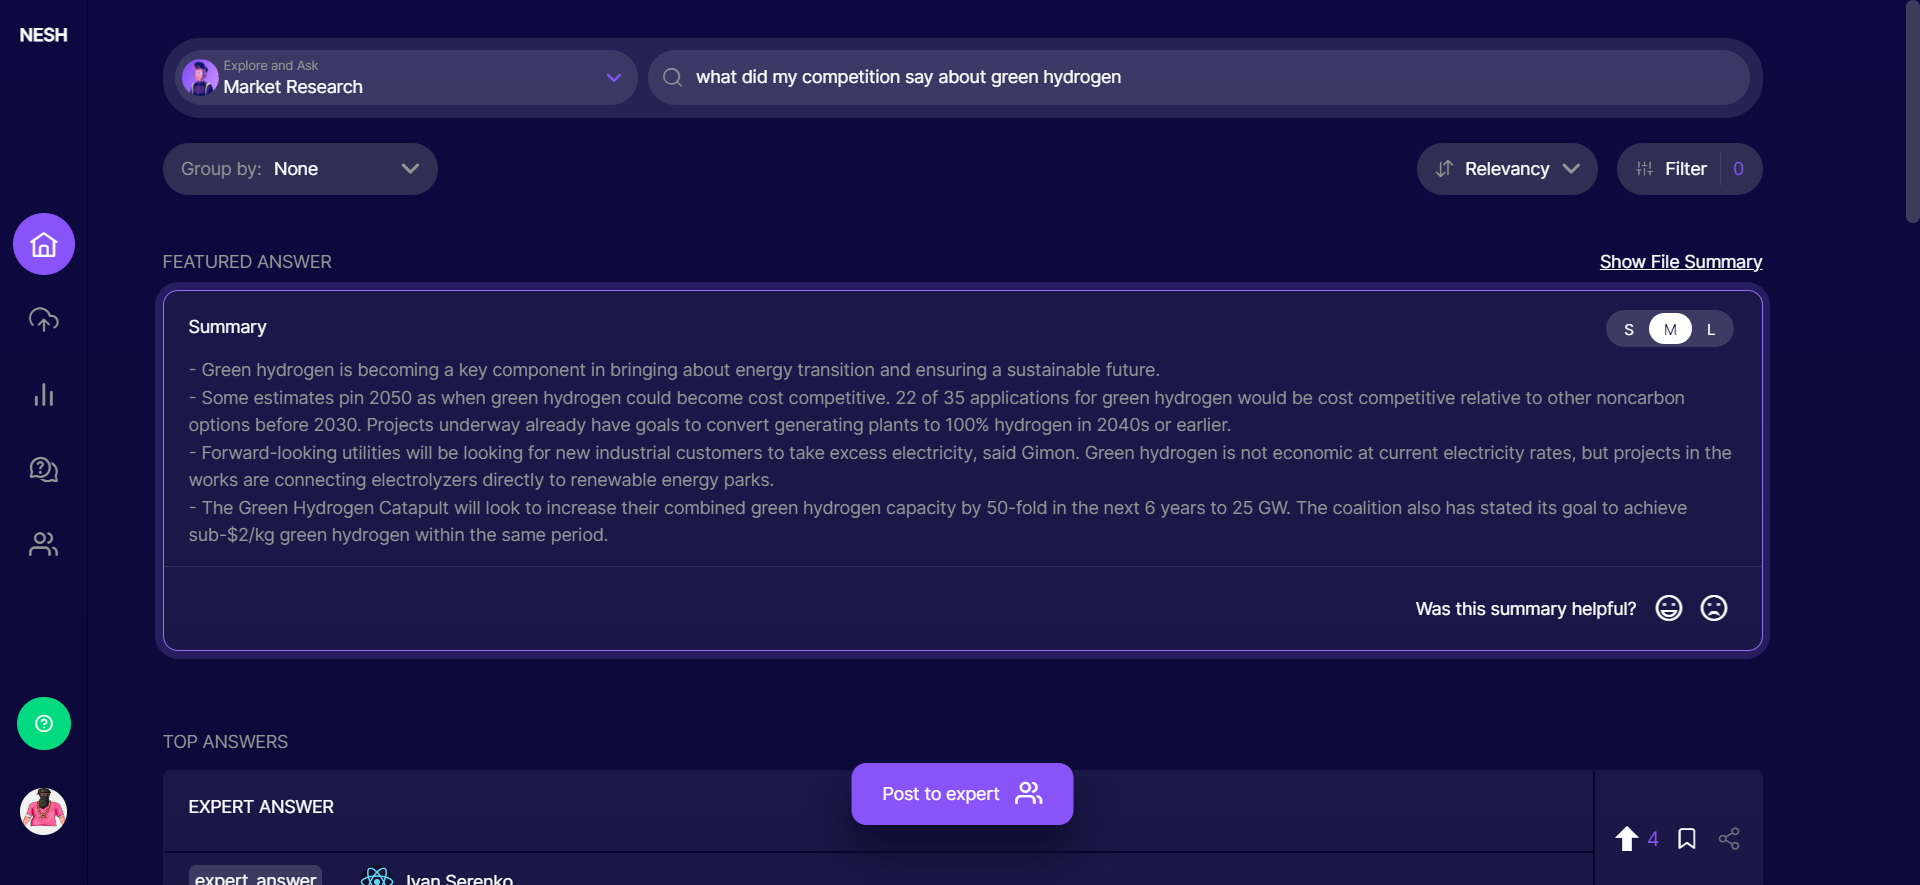 NESH
Explore and Ask
Market Research
what did my competition say about green hydrogen
Group by: None
Relevancy
Filter 0
FEATURED ANSWER
Show File Summary
Summary
S M L
- Green hydrogen is becoming a key component in bringing about energy transition and ensuring a sustainable future.
- Some estimates pin 2050 as when green hydrogen could become cost competitive. 22 of 35 applications for green hydrogen would be cost competitive relative to other noncarbon
options before 2030. Projects underway already have goals to convert generating plants to 100% hydrogen in 2040s or earlier.
- Forward-looking utilities will be looking for new industrial customers to take excess electricity, said Gimon. Green hydrogen is not economic at current electricity rates, but projects in the
works are connecting electrolyzers directly to renewable energy parks.
- The Green Hydrogen Catapult will look to increase their combined green hydrogen capacity by 50-fold in the next 6 years to 25 GW. The coalition also has stated its goal to achieve
sub-$2/kg green hydrogen within the same period.
Was this summary helpful?
TOP ANSWERS
Post to expert
EXPERT ANSWER
4
expert_answer
Ivan Serenko